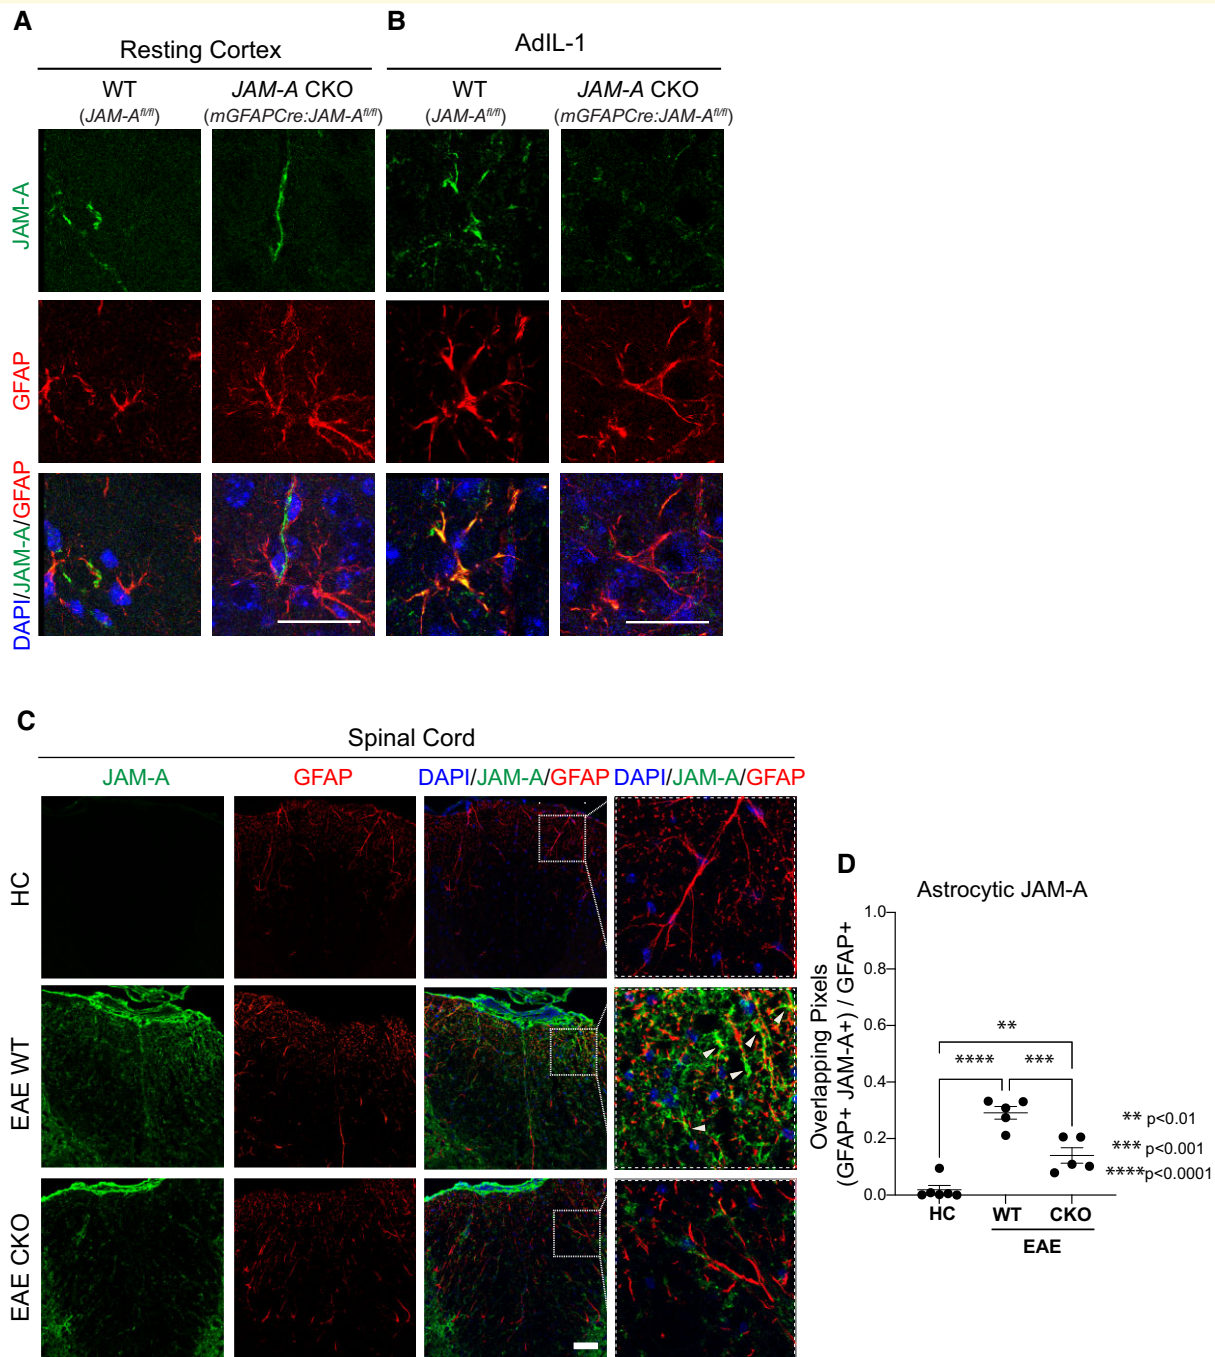 A
Resting Cortex
WT
(JAM-Afl/fl)
JAM-A CKO
(mGFAPCre:JAM-Afl/fl)
B
AdIL-1
WT
(JAM-Afl/fl)
JAM-A CKO
(mGFAPCre:JAM-Afl/fl)
JAM-A
GFAP
DAPI/JAM-A/GFAP
C
Spinal Cord
JAM-A
GFAP
DAPI/JAM-A/GFAP
DAPI/JAM-A/GFAP
HC
EAE WT
EAE CKO
D
Astrocytic JAM-A
Overlapping Pixels
(GFAP+ JAM-A+) / GFAP+
1.0
0.8
0.6
0.4
0.2
0.0
**
****
***
HC
WT
CKO
EAE
** p<0.01
*** p<0.001
****p<0.0001